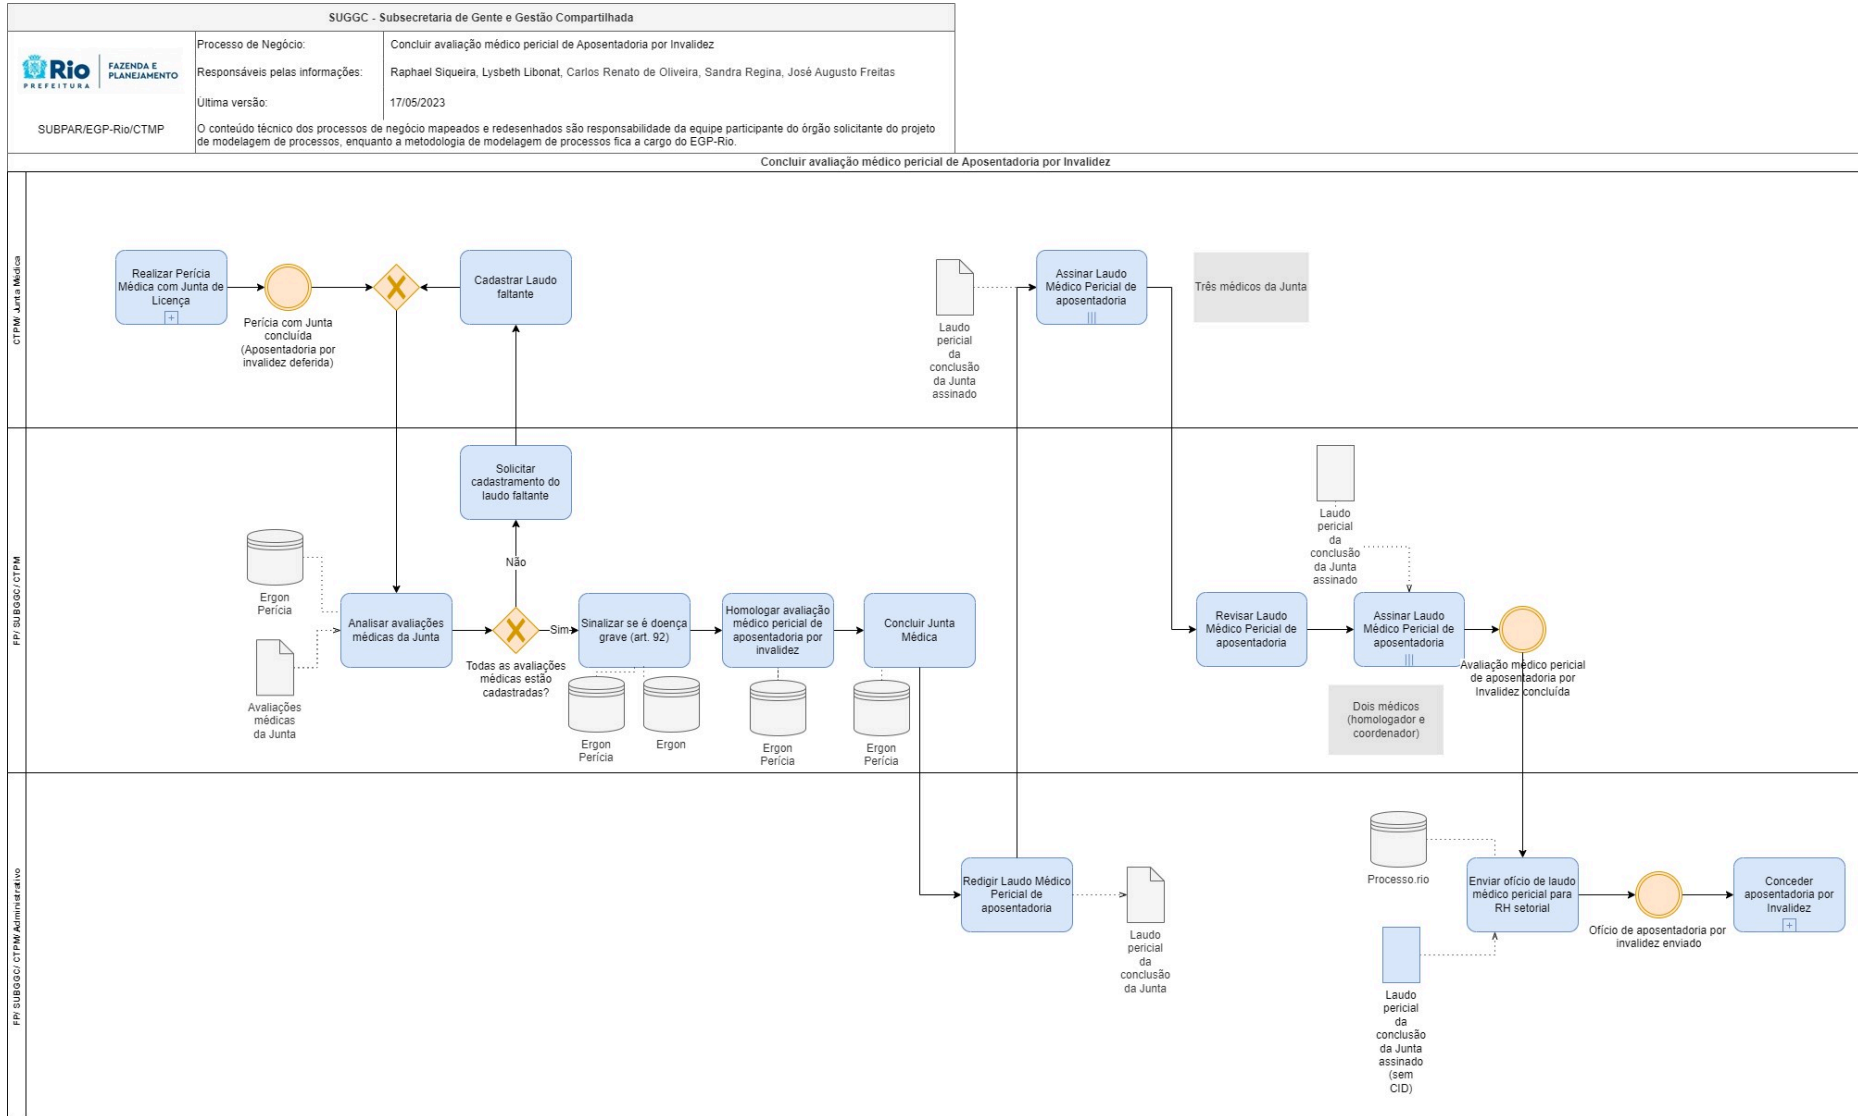 SUGGC - Subsecretaria de Gente e Gestão Compartilhada
Rio
PREFEITURA
FAZENDA E
PLANEJAMENTO
SUBPAR/EGP-Rio/CTMP
Processo de Negócio:
Concluir avaliação médico pericial de Aposentadoria por Invalidez
Responsáveis pelas informações:
Raphael Siqueira, Lysbeth Libonat, Carlos Renato de Oliveira, Sandra Regina, José Augusto Freitas
Última versão:
17/05/2023
O conteúdo técnico dos processos de negócio mapeados e redesenhados são responsabilidade da equipe participante do órgão solicitante do projeto
de modelagem de processos, enquanto a metodologia de modelagem de processos fica a cargo do EGP-Rio.
Concluir avaliação médico pericial de Aposentadoria por Invalidez
CTPM/ Junta Médica
Realizar Perícia
Médica com Junta de
Licença
Perícia com Junta
concluída
(Aposentadoria por
invalidez deferida)
Cadastrar Laudo
faltante
Laudo
pericial
da
conclusão
da Junta
assinado
Assinar Laudo
Médico Pericial de
aposentadoria
Três médicos da Junta
FP/ SUBGGC/ CTPM
Solicitar
cadastramento do
laudo faltante
Não
Ergon
Perícia
Avaliações
médicas
da Junta
Analisar avaliações
médicas da Junta
Todas as avaliações
médicas estão
cadastradas?
Sim
Sinalizar se é doença
grave (art. 92)
Ergon
Perícia
Ergon
Homologar avaliação
médico pericial de
aposentadoria por
invalidez
Ergon
Perícia
Concluir Junta
Médica
Ergon
Perícia
Laudo
pericial
da
conclusão
da Junta
assinado
Revisar Laudo
Médico Pericial de
aposentadoria
Assinar Laudo
Médico Pericial de
aposentadoria
Dois médicos
(homologador e
coordenador)
Avaliação médico pericial
de aposentadoria por
Invalidez concluída
FP/ SUBGGC/ CTPM/ Administrativo
Redigir Laudo Médico
Pericial de
aposentadoria
Laudo
pericial
da
conclusão
da Junta
Processo.rio
Enviar ofício de laudo
médico pericial para
RH setorial
Laudo
pericial
da
conclusão
da Junta
assinado
(sem
CID)
Ofício de aposentadoria por
invalidez enviado
Conceder
aposentadoria por
Invalidez